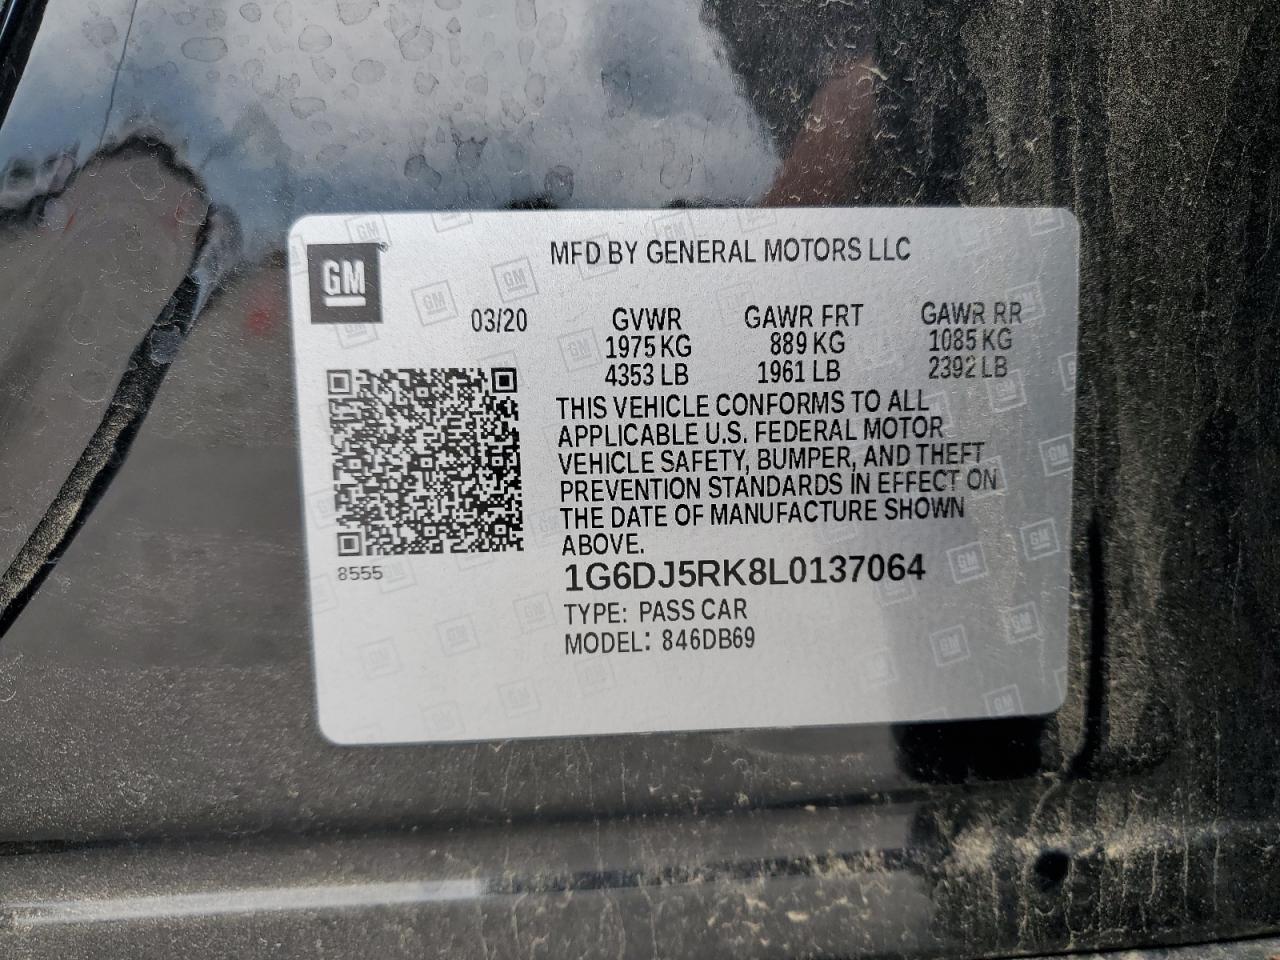 GM
MFD BY GENERAL MOTORS LLC
03/20
GVWR GAWR FRT GAWR RR
1975 KG 889 KG 1085 KG
4353 LB 1961 LB 2392 LB
THIS VEHICLE CONFORMS TO ALL
APPLICABLE U.S. FEDERAL MOTOR
VEHICLE SAFETY, BUMPER, AND THEFT
PREVENTION STANDARDS IN EFFECT ON
THE DATE OF MANUFACTURE SHOWN
ABOVE.
8555
1G6DJ5RK8L0137064
TYPE: PASS CAR
MODEL: 846DB69